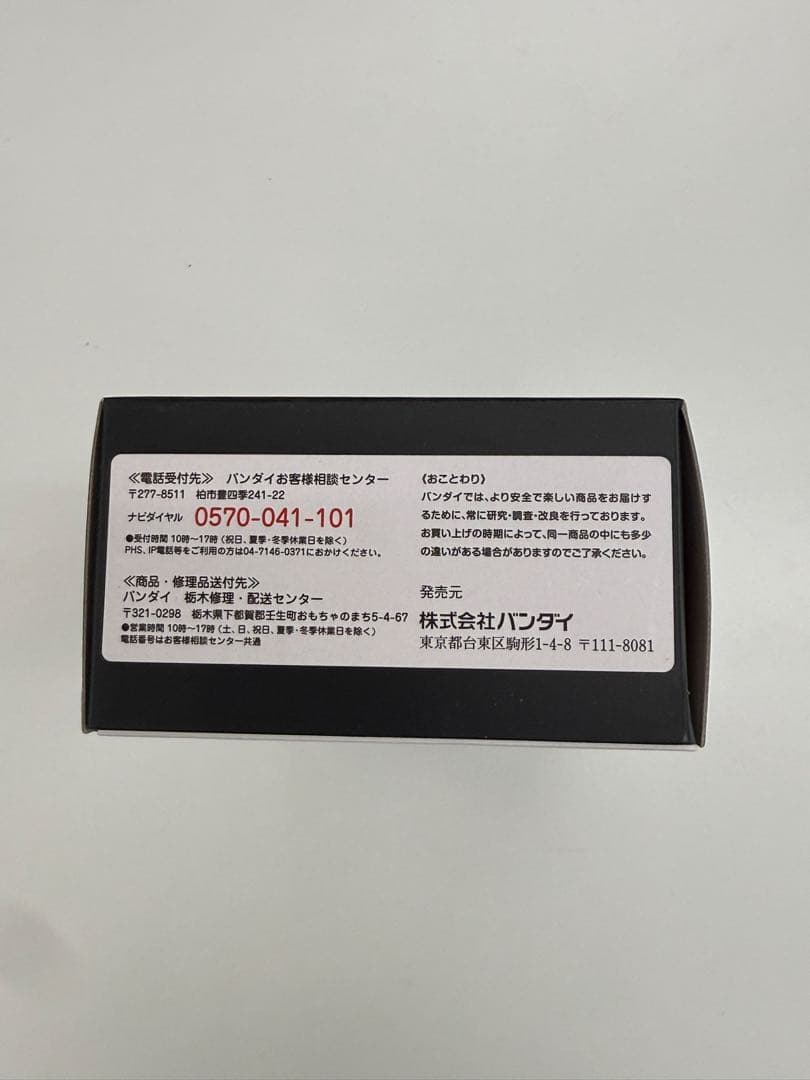 ≪電話受付先≫ バンダイお客様相談センター
〒277-8511 柏市豊四季241-22
ナビダイヤル 0570-041-101
●受付時間 10時〜17時(祝日、夏季・冬季休業日を除く)
PHS、IP電話等をご利用の方は04-7146-0371におかけください。
≪商品・修理品送付先≫
バンダイ 栃木修理・配送センター
〒321-0298 栃木県下都賀郡壬生町おもちゃのまち5-4-67
●営業時間 10時〜17時(土、日、祝日、夏季・冬季休業日を除く)
電話番号はお客様相談センター共通
〈おことわり〉
バンダイでは、より安全で楽しい商品をお届けす
るために、常に研究・調査・改良を行っております。
お買い上げの時期によって、同一商品の中にも多少
の違いがある場合がありますのでご了承ください。
発売元
株式会社バンダイ
東京都台東区駒形1-4-8 〒111-8081